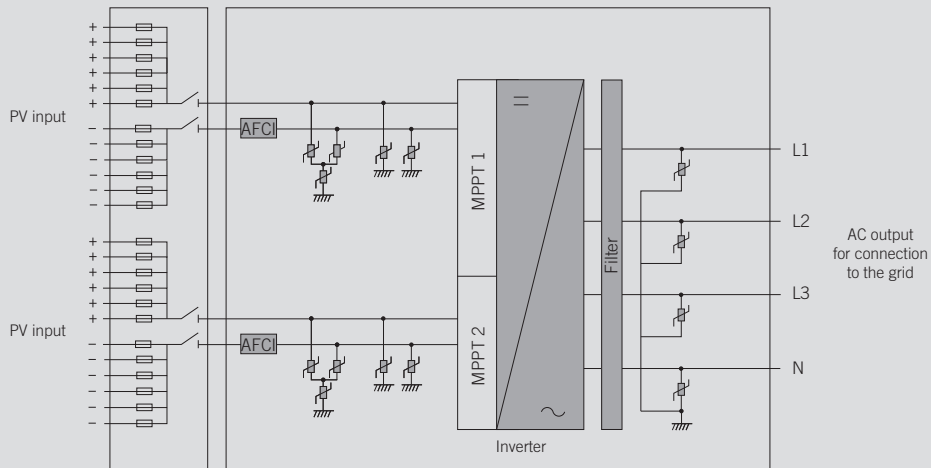 +
+
+
+
+
+
PV input
−
−
−
−
−
−
AFCI
MPPT 1
L1
L2
L3
N
Filter
AC output
for connection
to the grid
+
+
+
+
+
+
PV input
−
−
−
−
−
−
AFCI
MPPT 2
Inverter